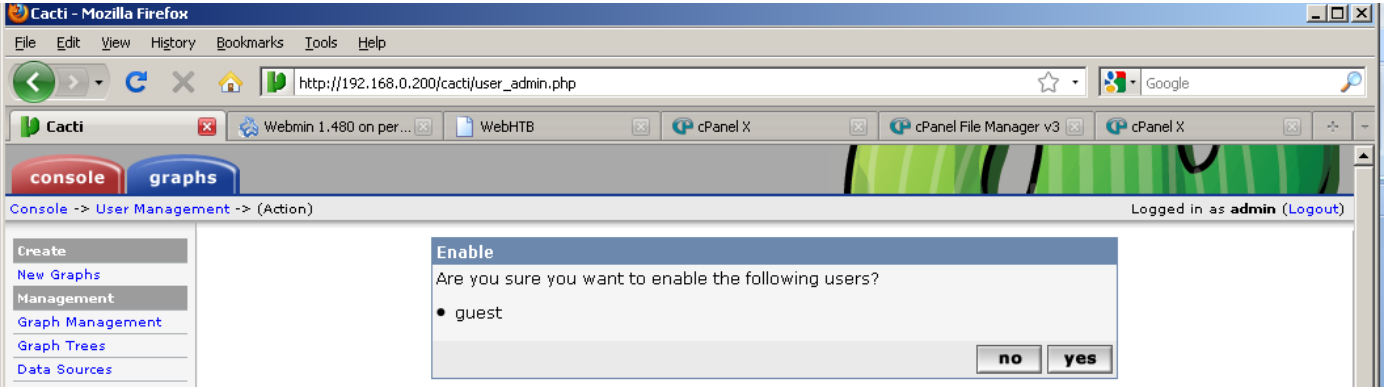 Cacti - Mozilla Firefox
File Edit View History Bookmarks Tools Help
http://192.168.0.200/cacti/user_admin.php Google
Cacti Webmin 1.480 on per... WebHTB cPanel X cPanel File Manager v3 cPanel X
console graphs
Console -> User Management -> (Action) Logged in as admin (Logout)
Create
New Graphs
Management
Graph Management
Graph Trees
Data Sources
Enable
Are you sure you want to enable the following users?
• guest
no yes